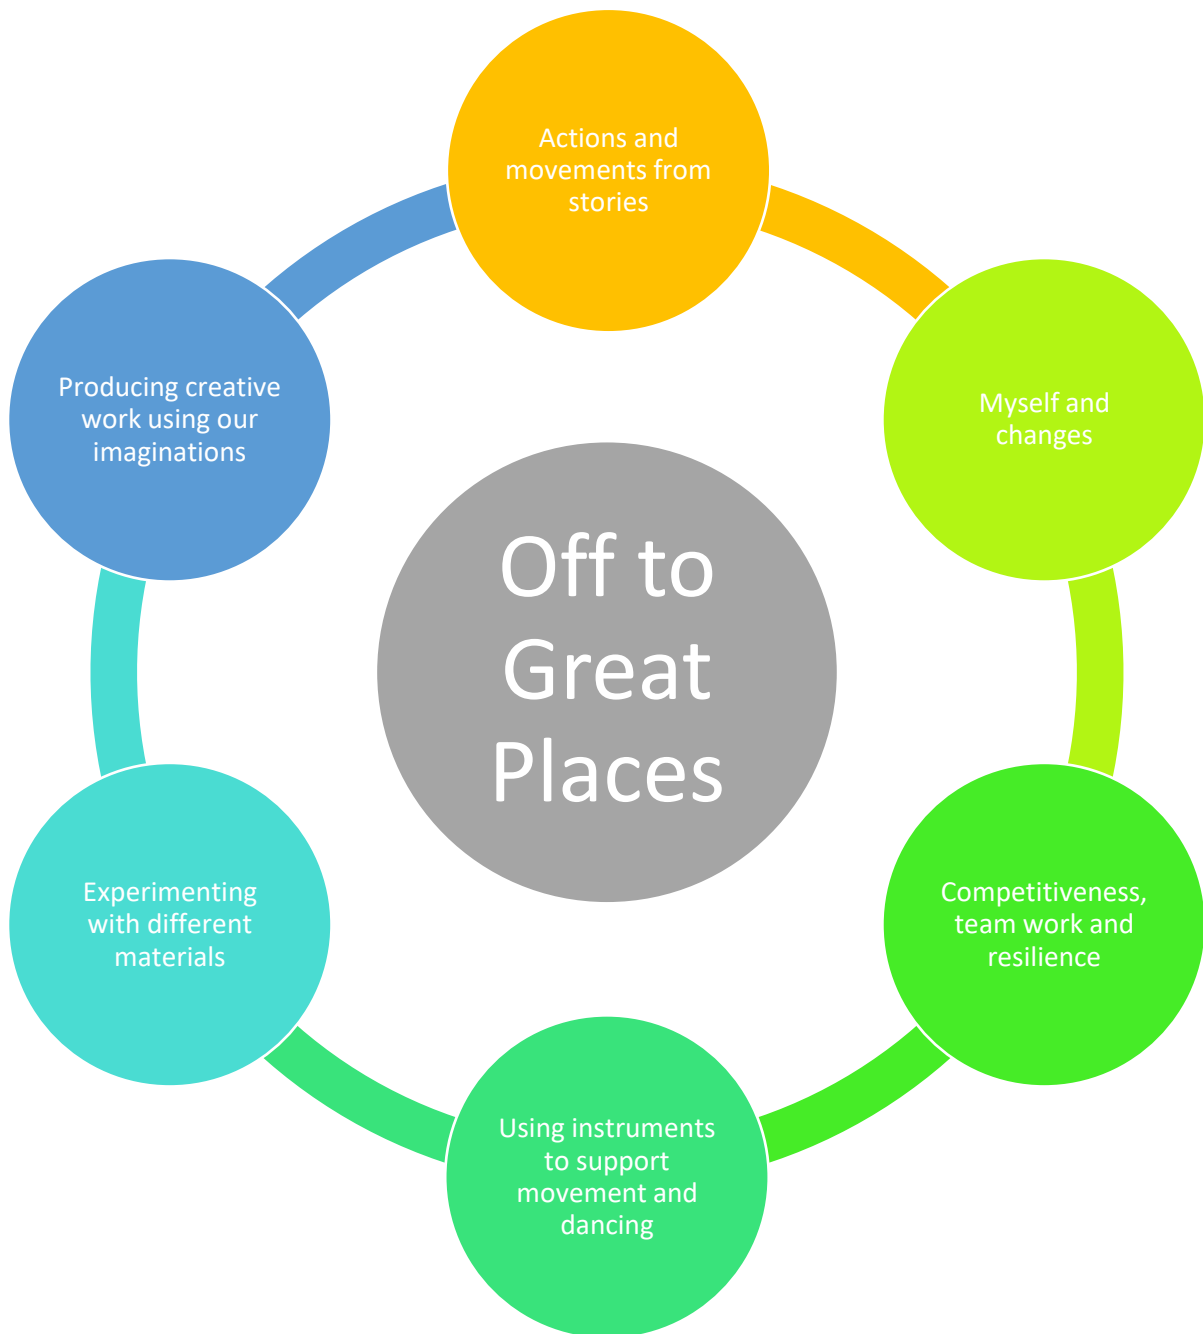 Actions and
movements from
stories
Myself and
changes
Competitiveness,
team work and
resilience
Using instruments
to support
movement and
dancing
Experimenting
with different
materials
Producing creative
work using our
imaginations
Off to
Great
Places